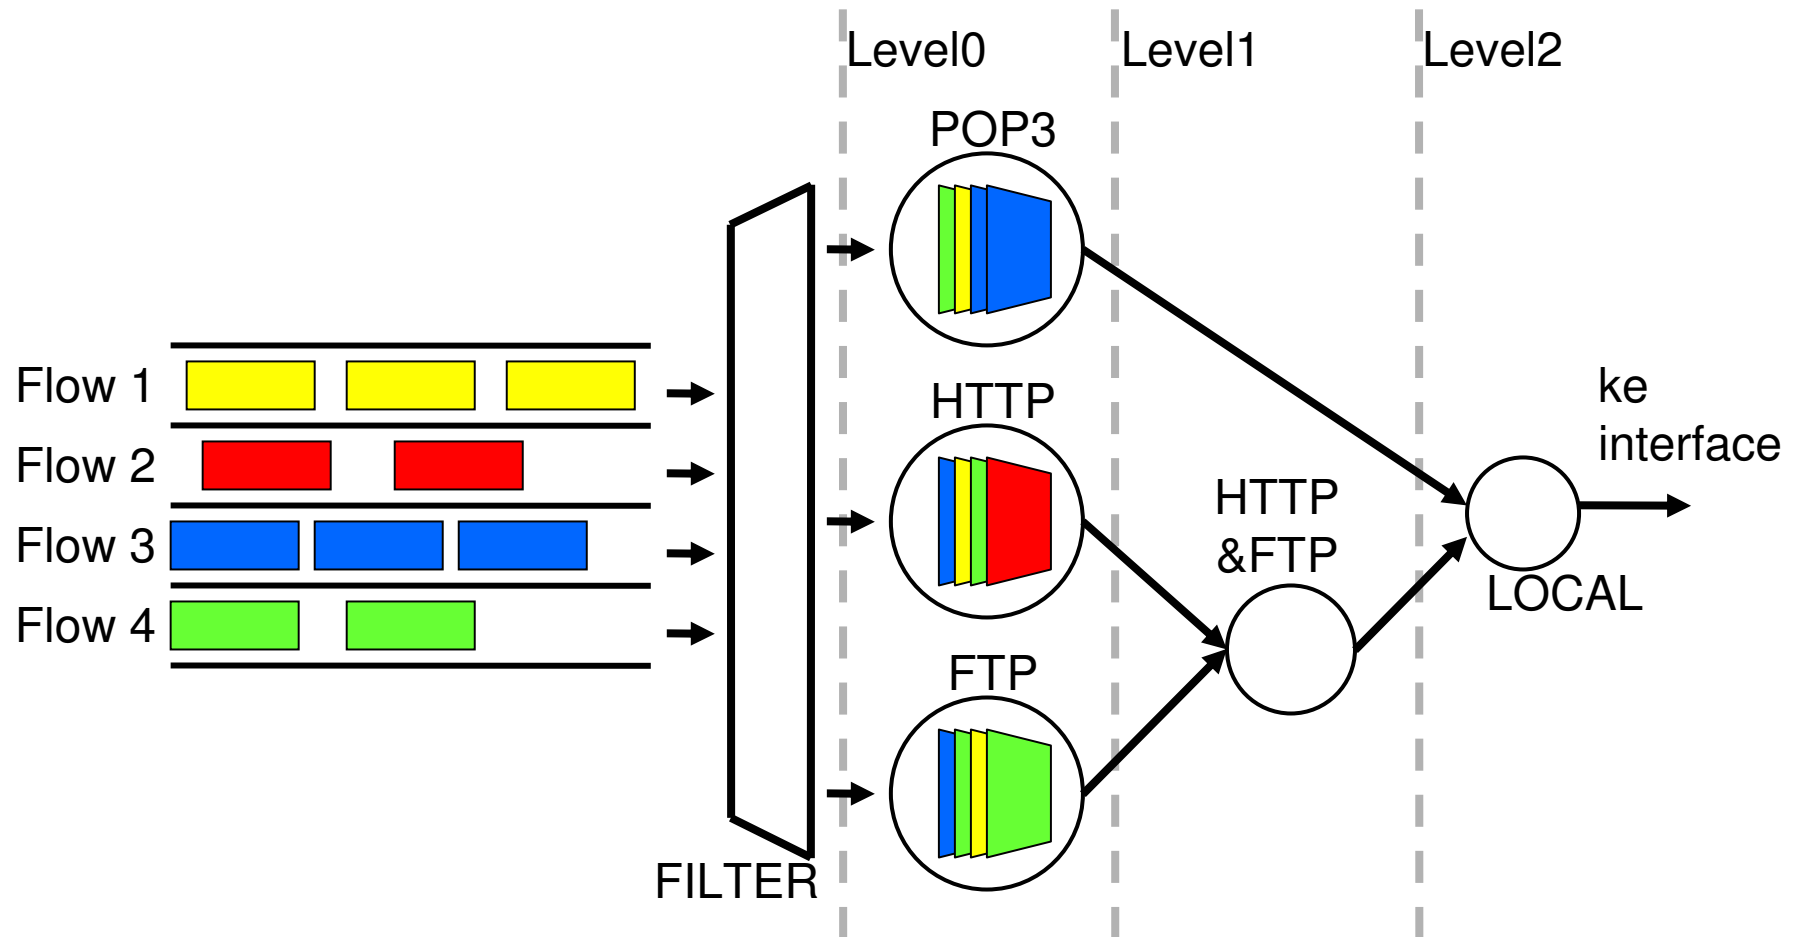 Level0
Level1
Level2
POP3
Flow 1
Flow 2
Flow 3
Flow 4
HTTP
ke
interface
HTTP
&FTP
LOCAL
FTP
FILTER